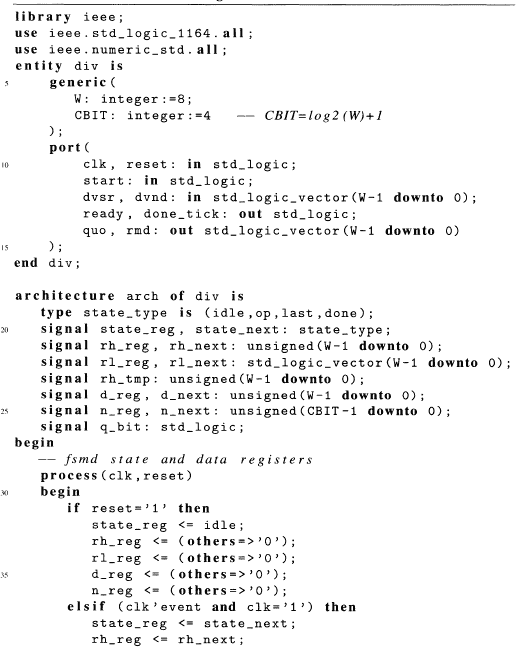 library ieee;
use ieee.std_logic_1164.all;
use ieee.numeric_std.all;
entity div is
5 generic(
W: integer:=8;
CBIT: integer:=4 -- CBIT=log2(W)+1
);
port(
10 clk, reset: in std_logic;
start: in std_logic;
dvsr, dvnd: in std_logic_vector(W-1 downto 0);
ready, done_tick: out std_logic;
quo, rmd: out std_logic_vector(W-1 downto 0)
15 );
end div;
architecture arch of div is
type state_type is (idle,op,last,done);
20 signal state_reg, state_next: state_type;
signal rh_reg, rh_next: unsigned(W-1 downto 0);
signal rl_reg, rl_next: std_logic_vector(W-1 downto 0);
signal rh_tmp: unsigned(W-1 downto 0);
signal d_reg, d_next: unsigned(W-1 downto 0);
25 signal n_reg, n_next: unsigned(CBIT-1 downto 0);
signal q_bit: std_logic;
begin
-- fsmd state and data registers
process(clk,reset)
30 begin
if reset='1' then
state_reg <= idle;
rh_reg <= (others=>'0');
rl_reg <= (others=>'0');
35 d_reg <= (others=>'0');
n_reg <= (others=>'0');
elsif (clk'event and clk='1') then
state_reg <= state_next;
rh_reg <= rh_next;